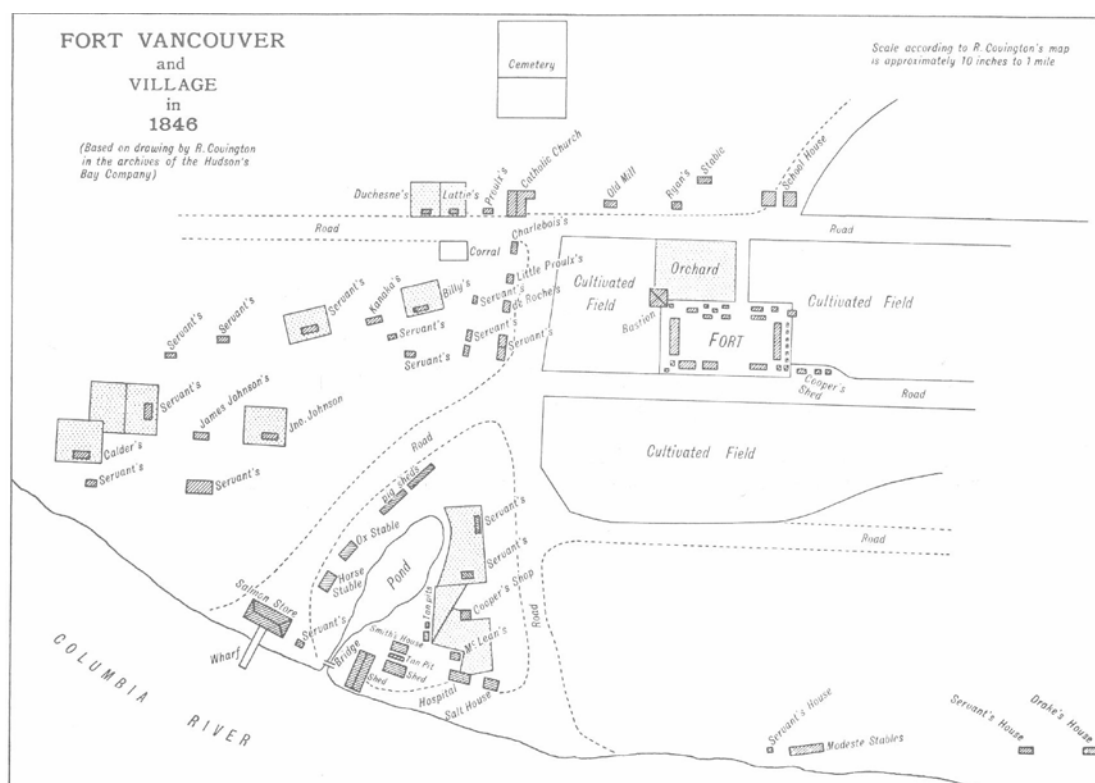 FORT VANCOUVER
and
VILLAGE
in
1846
(Based on drawing by R. Covington
in the archives of the Hudson's
Bay Company)
Cemetery
Scale according to R. Covington's map
is approximately 10 inches to 1 mile
Duchesne's
Lattie's
Proulx's
Catholic Church
Old Mill
Ryan's
Stable
School House
Road
Road
Charlebois's
Corral
Little Proulx's
Cultivated
Field
Orchard
Cultivated Field
Bastion
FORT
Servant's
Servant's
Servant's
Kanaka's
Billy's
Servant's
de Roche's
Servant's
Servant's
Servant's
Servant's
Cooper's
Shed
Road
Servant's
James Johnson's
Jno. Johnson
Calder's
Servant's
Servant's
Cultivated Field
Road
pig sheds
Ox Stable
Horse
Stable
Pond
Servant's
Servant's
Road
Road
Salmon Store
Wharf
Servant's
Bridge
Tan pits
Cooper's Shop
Smith's House
Tan Pit
Shed
Shed
McLean's
Hospital
Salt House
COLUMBIA
RIVER
Servant's House
Modeste Stables
Servant's House
Drake's House